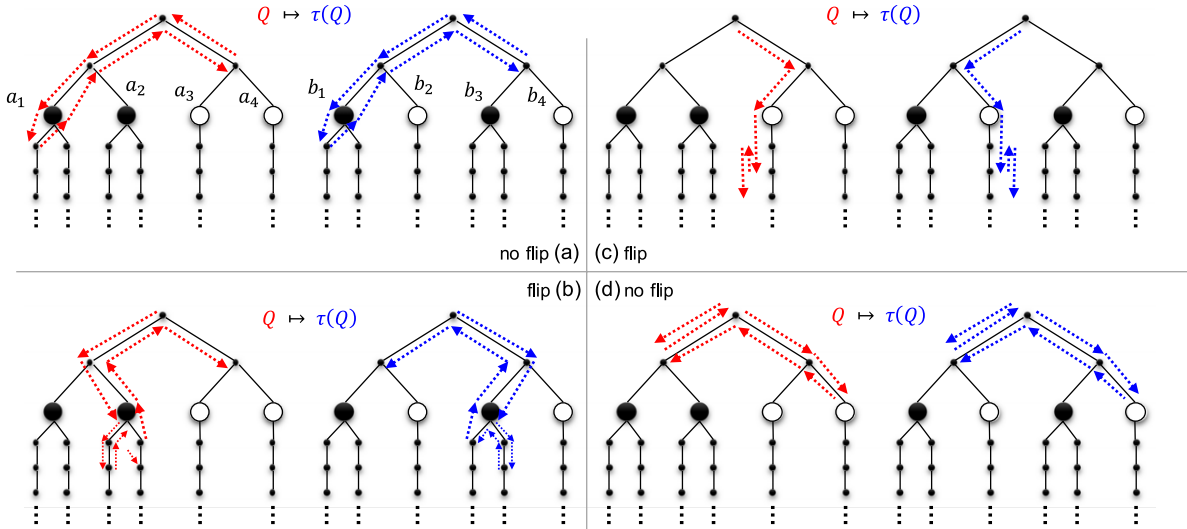 Q ↦ τ(Q)
Q ↦ τ(Q)
a₁ a₂ a₃ a₄
b₁ b₂ b₃ b₄
no flip (a)
(c) flip
flip (b)
(d) no flip
Q ↦ τ(Q)
Q ↦ τ(Q)